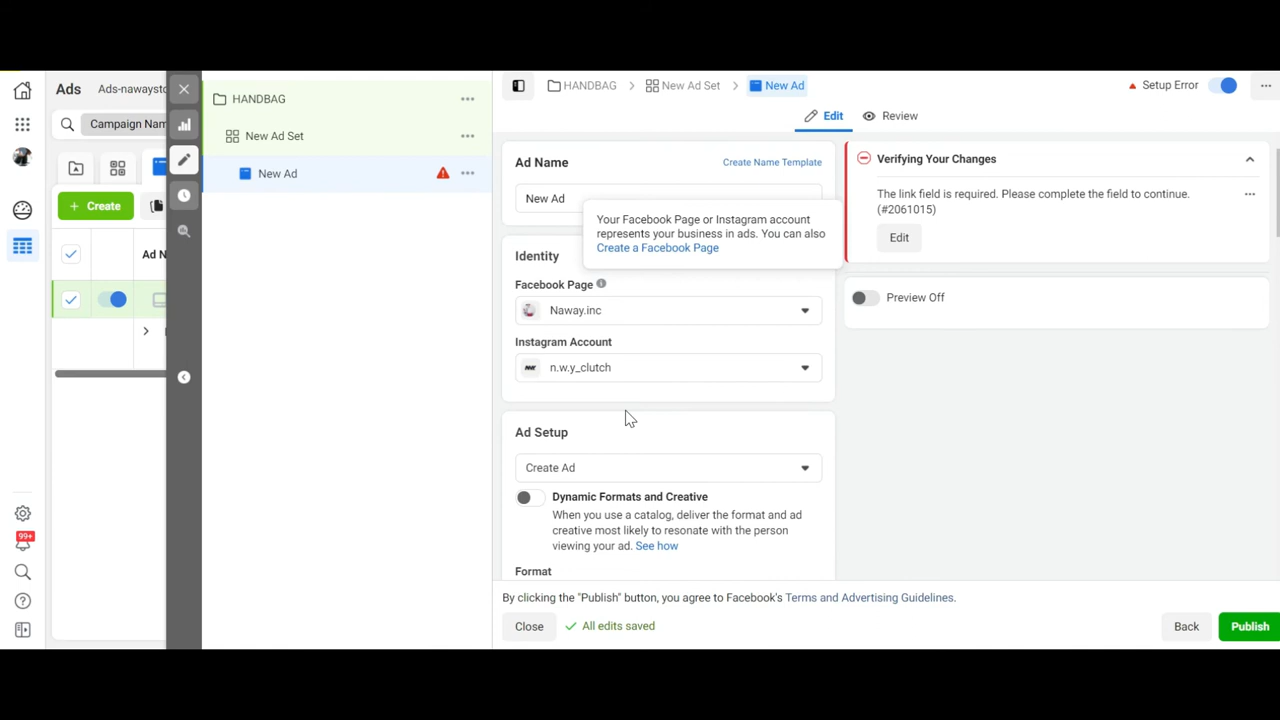 Ads
Ads-nawaysto
Campaign Nam
Create
Ad N
99+
HANDBAG
New Ad Set
New Ad
HANDBAG
New Ad Set
New Ad
Setup Error
Edit
Review
Ad Name
Create Name Template
New Ad
Your Facebook Page or Instagram account
represents your business in ads. You can also
Create a Facebook Page
Identity
Facebook Page
Naway.inc
Instagram Account
n.w.y_clutch
Ad Setup
Create Ad
Dynamic Formats and Creative
When you use a catalog, deliver the format and ad
creative most likely to resonate with the person
viewing your ad. See how
Format
Verifying Your Changes
The link field is required. Please complete the field to continue.
(#2061015)
Edit
Preview Off
By clicking the "Publish" button, you agree to Facebook's Terms and Advertising Guidelines.
Close
All edits saved
Back
Publish